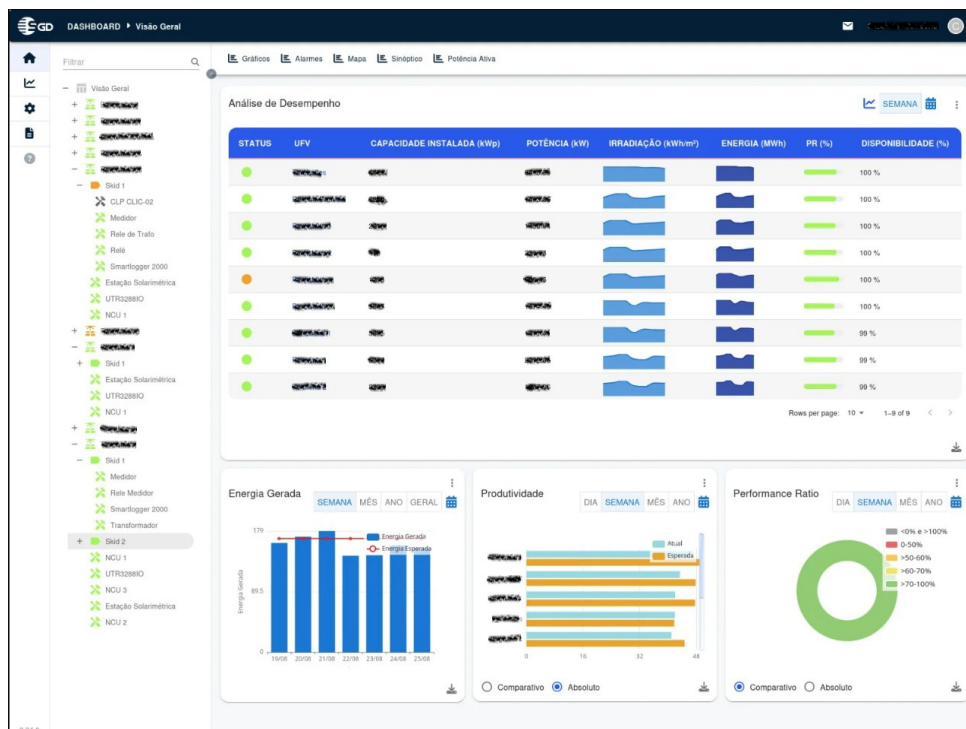 SGD
DASHBOARD Visão Geral
C
Filtrar
Gráficos Alarmes Mapa Sinóptico Potência Ativa
Visão Geral
Skid 1
CLP CLIC-02
Medidor
Rele de Trafo
Relé
Smartlogger 2000
Estação Solarimétrica
UTR3288IO
NCU 1
Skid 1
Estação Solarimétrica
UTR3288IO
NCU 1
Skid 1
Medidor
Rele Medidor
Smartlogger 2000
Transformador
Skid 2
NCU 1
UTR3288IO
NCU 3
Estação Solarimétrica
NCU 2
Análise de Desempenho
SEMANA
STATUS UFV CAPACIDADE INSTALADA (kWp) POTÊNCIA (kW) IRRADIAÇÃO (kWh/m²) ENERGIA (MWh) PR (%) DISPONIBILIDADE (%)
100 %
100 %
100 %
100 %
100 %
100 %
99 %
99 %
99 %
Rows per page: 10 1–9 of 9
Energia Gerada
SEMANA MÊS ANO GERAL
179
89.5
0
Energia Gerada
Energia Gerada
Energia Esperada
19/08 20/08 21/08 22/08 23/08 24/08 25/08
Produtividade
DIA SEMANA MÊS ANO
Atual
Esperada
0 16 32 48
Comparativo Absoluto
Performance Ratio
DIA SEMANA MÊS ANO
<0% e >100%
0-50%
>50-60%
>60-70%
>70-100%
Comparativo Absoluto